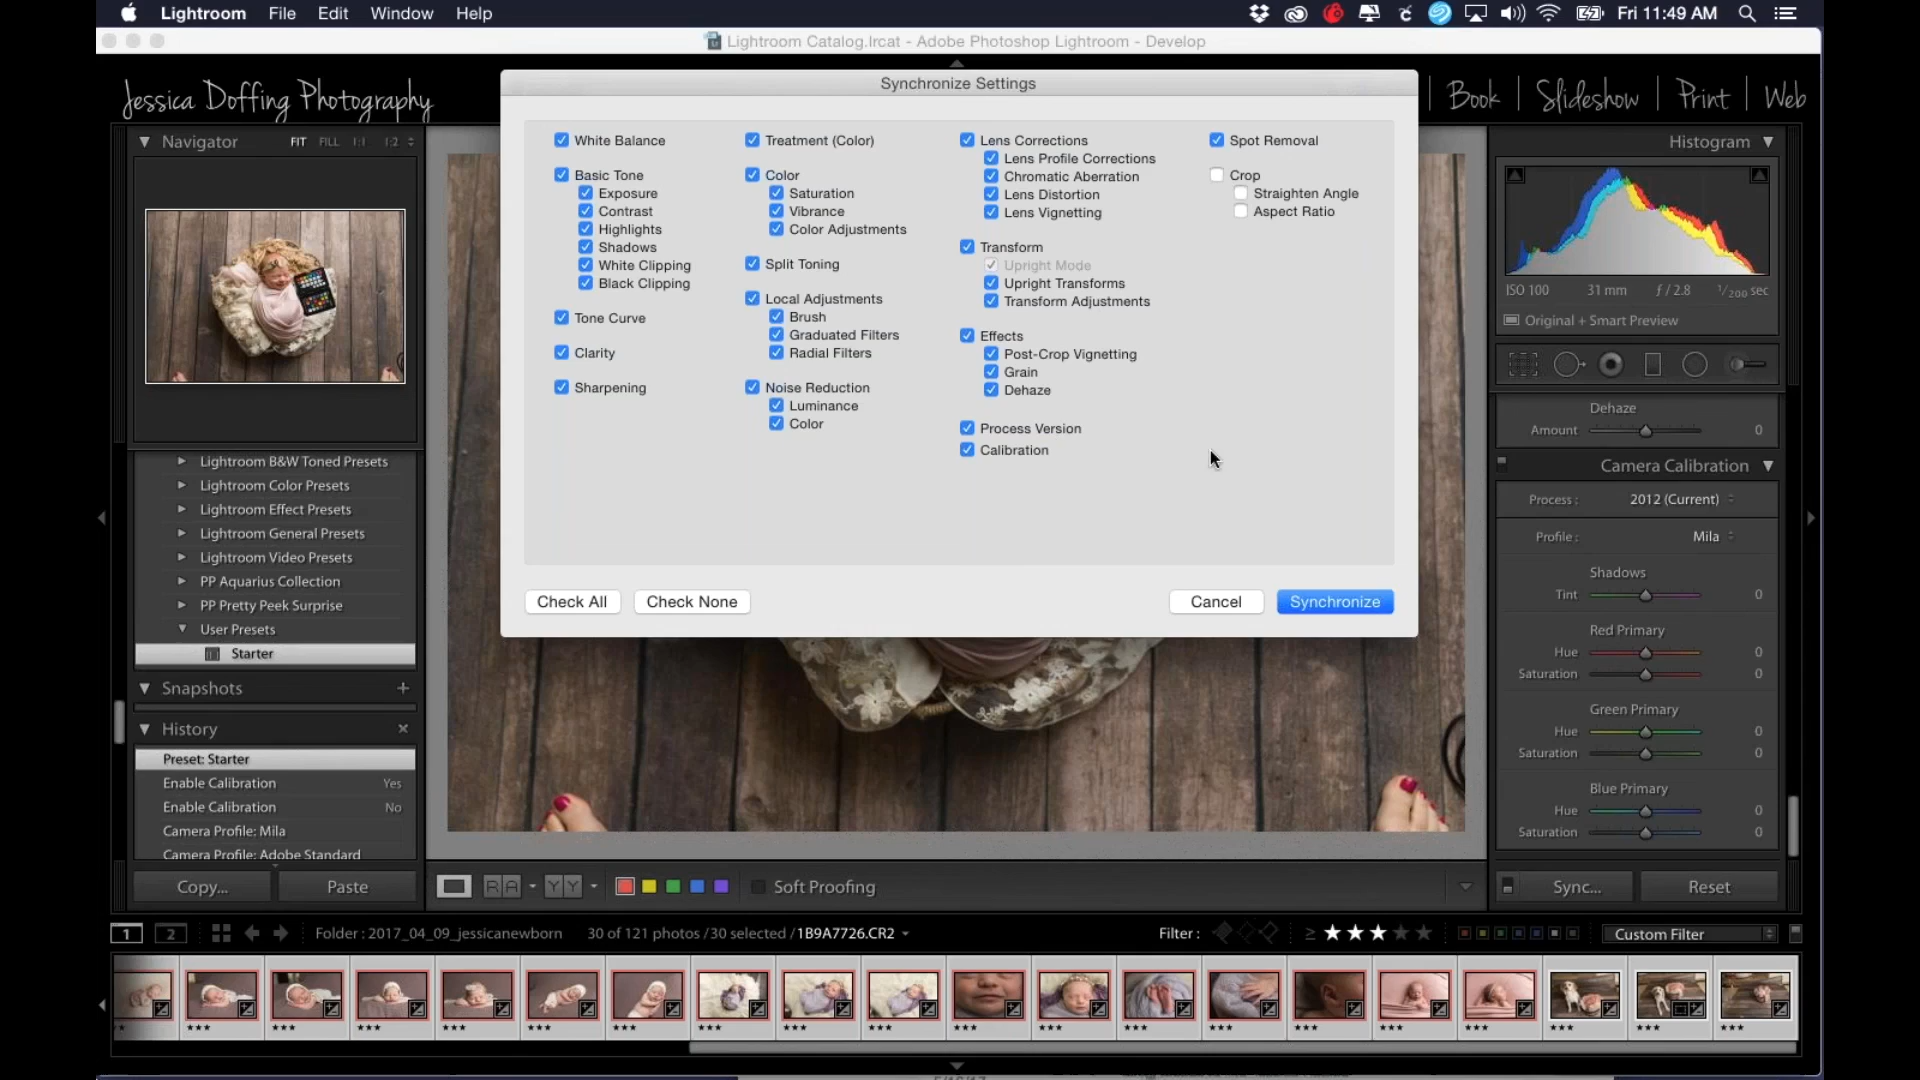 Lightroom File Edit Window Help Fri 11:49 AM
Lightroom Catalog.lrcat - Adobe Photoshop Lightroom - Develop
Jessica Doffing Photography
Book | Slideshow | Print | Web
Synchronize Settings
White Balance
Basic Tone
Exposure
Contrast
Highlights
Shadows
White Clipping
Black Clipping
Tone Curve
Clarity
Sharpening
Treatment (Color)
Color
Saturation
Vibrance
Color Adjustments
Split Toning
Local Adjustments
Brush
Graduated Filters
Radial Filters
Noise Reduction
Luminance
Color
Lens Corrections
Lens Profile Corrections
Chromatic Aberration
Lens Distortion
Lens Vignetting
Transform
Upright Mode
Upright Transforms
Transform Adjustments
Effects
Post-Crop Vignetting
Grain
Dehaze
Process Version
Calibration
Spot Removal
Crop
Straighten Angle
Aspect Ratio
Check All Check None Cancel Synchronize
Navigator FIT FILL 1:1 1:2
Lightroom B&W Toned Presets
Lightroom Color Presets
Lightroom Effect Presets
Lightroom General Presets
Lightroom Video Presets
PP Aquarius Collection
PP Pretty Peek Surprise
User Presets
Starter
Snapshots +
History
Preset: Starter
Enable Calibration Yes
Enable Calibration No
Camera Profile: Mila
Camera Profile: Adobe Standard
Copy... Paste
Histogram
ISO 100 31 mm ƒ / 2.8 1/200 sec
Original + Smart Preview
Dehaze
Amount 0
Camera Calibration
Process : 2012 (Current)
Profile : Mila
Shadows
Tint 0
Red Primary
Hue 0
Saturation 0
Green Primary
Hue 0
Saturation 0
Blue Primary
Hue 0
Saturation 0
Sync... Reset
R A Y Y Soft Proofing
1 2 Folder : 2017_04_09_jessicanewborn 30 of 121 photos /30 selected /1B9A7726.CR2 Filter : ≥ ★★★★★ Custom Filter